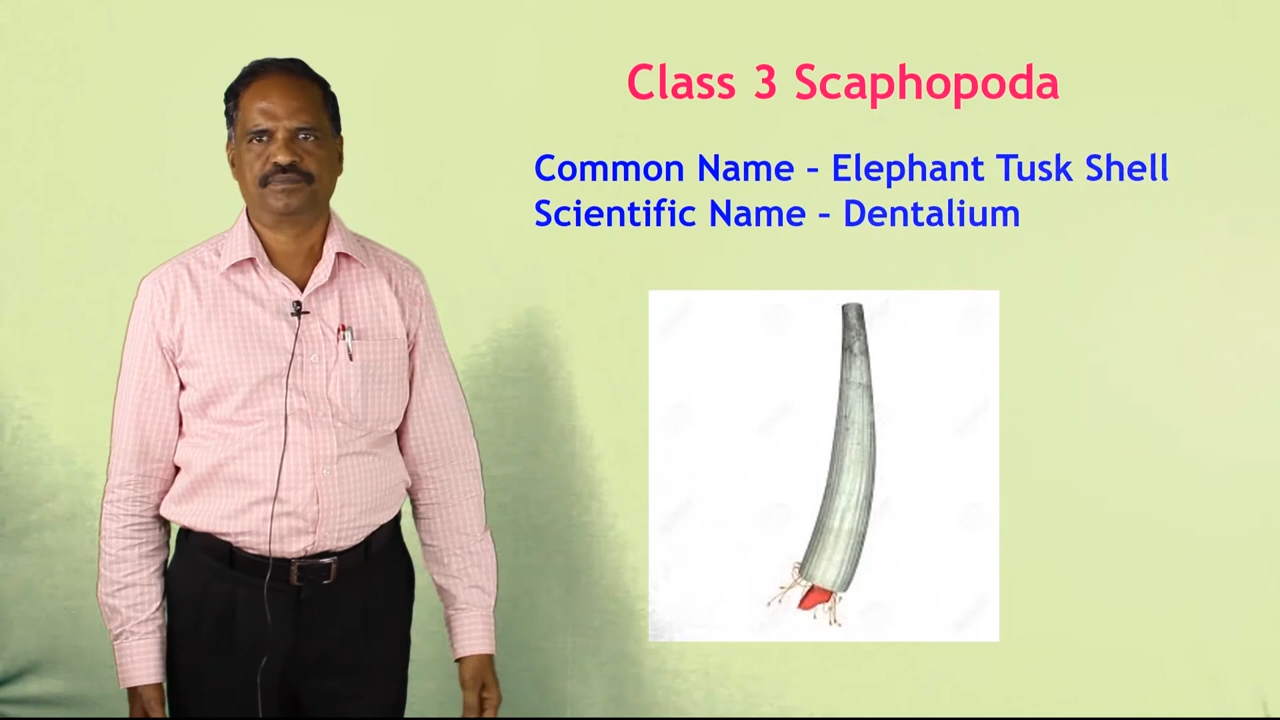 Class 3 Scaphopoda
Common Name – Elephant Tusk Shell
Scientific Name – Dentalium